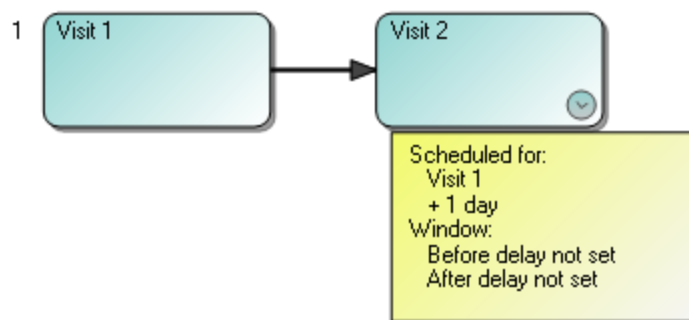 1
Visit 1
Visit 2
Scheduled for:
Visit 1
+ 1 day
Window:
Before delay not set
After delay not set